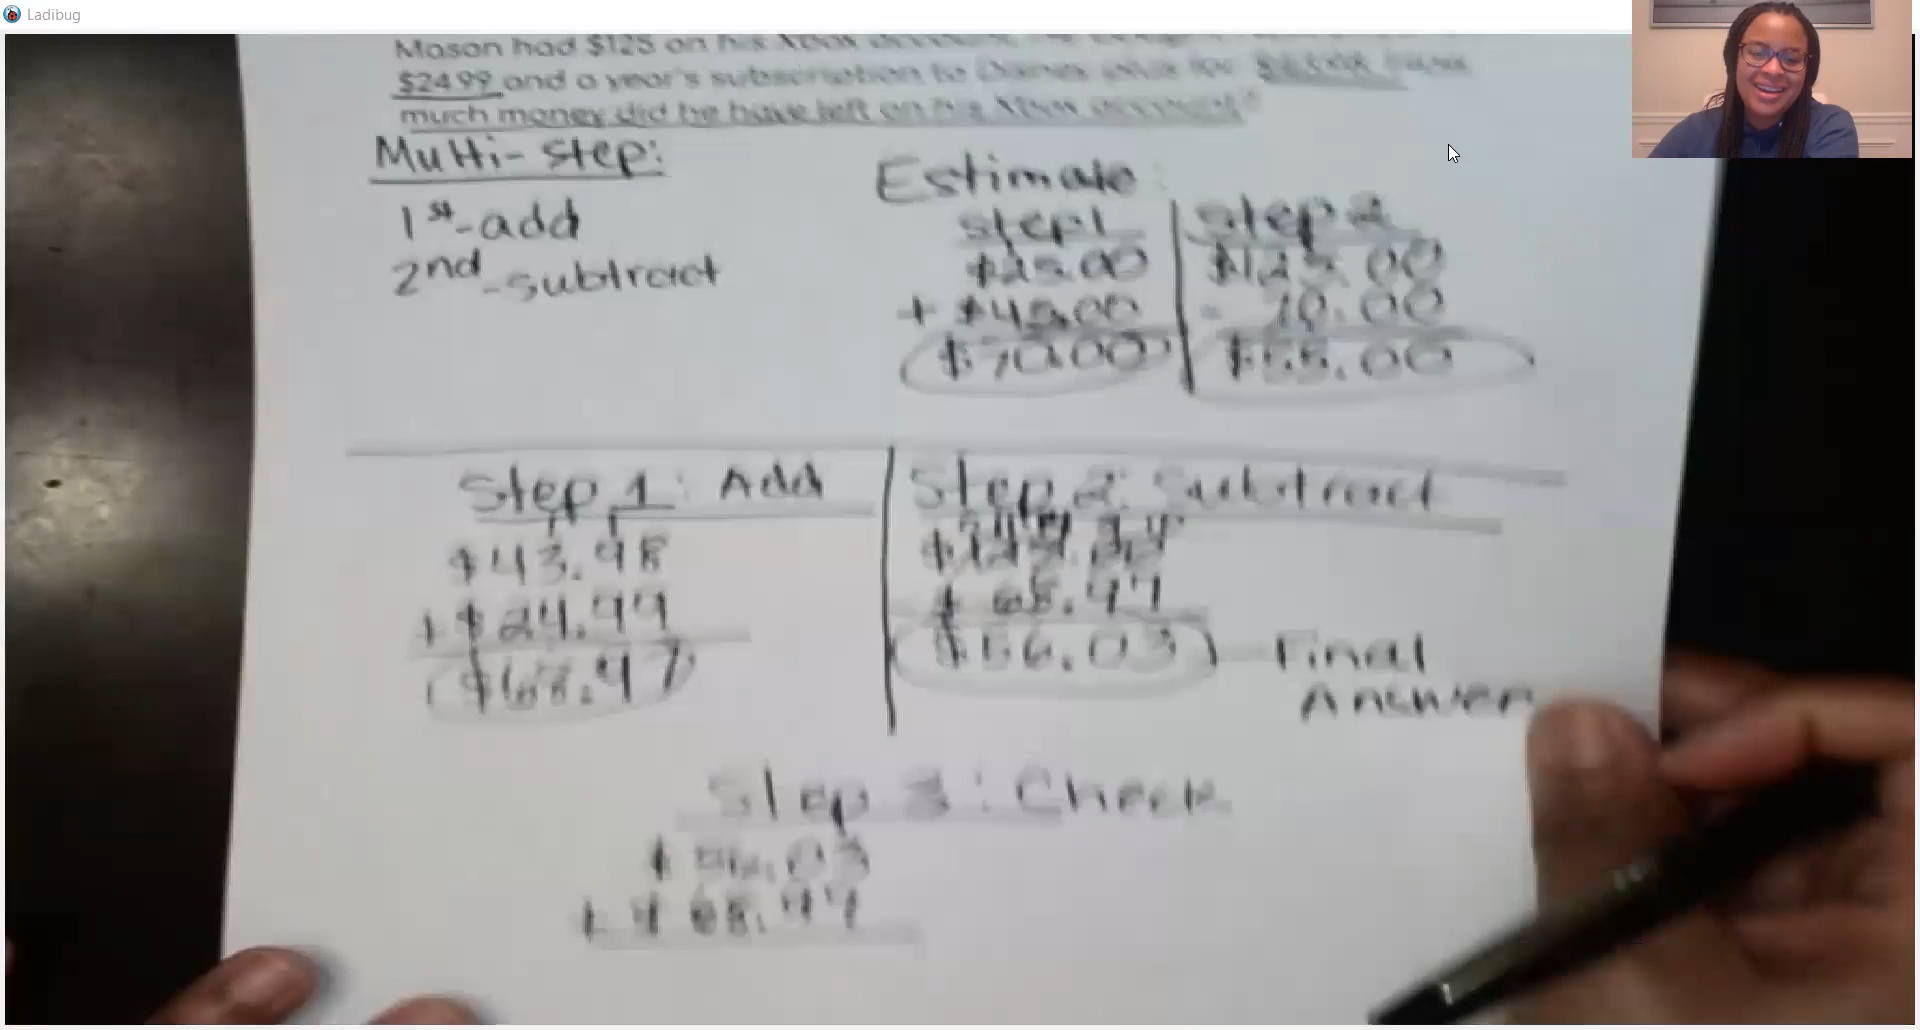 Ladibug
Mason had $125 on his Xbox
$24.99 and a year's subscription to for
much money did he have left on his Xbox account?
Multi-step:
1st-add
2nd-subtract
Estimate:
step 1
$25.00
+ $45.00
$70.00
step 2
$125.00
- 70.00
$55.00
Step 1: Add
$43.98
+ $24.99
$68.97
Step 2: Subtract
68.97
$56.03
Final
Answer
Step 3: Check
$ 56.03
+ $ 68.97